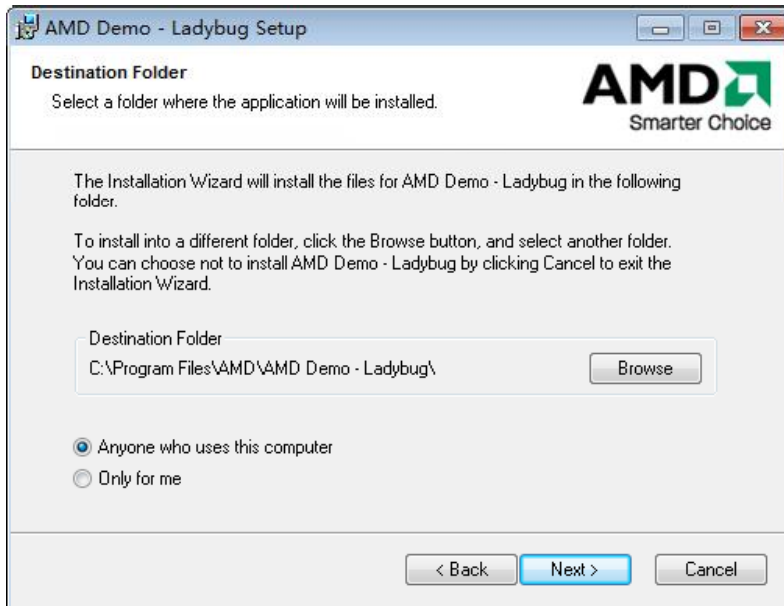 AMD Demo - Ladybug Setup
Destination Folder
Select a folder where the application will be installed.
AMD
Smarter Choice
The Installation Wizard will install the files for AMD Demo - Ladybug in the following
folder.
To install into a different folder, click the Browse button, and select another folder.
You can choose not to install AMD Demo - Ladybug by clicking Cancel to exit the
Installation Wizard.
Destination Folder
C:\Program Files\AMD\AMD Demo - Ladybug\
Browse
Anyone who uses this computer
Only for me
< Back
Next >
Cancel